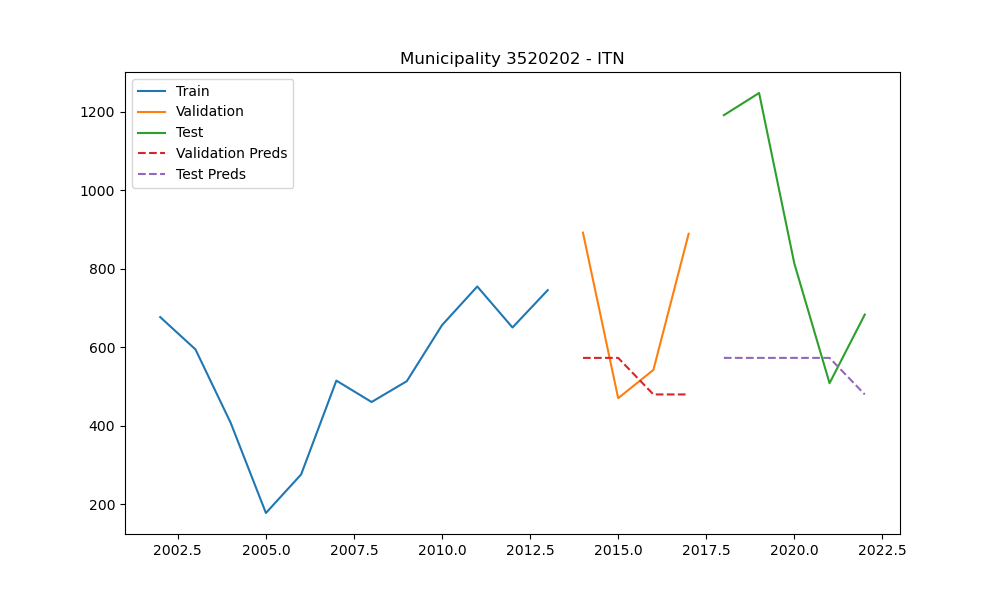 Municipality 3520202 - ITN
Train
Validation
Test
Validation Preds
Test Preds
1200
1000
800
600
400
200
2002.5 2005.0 2007.5 2010.0 2012.5 2015.0 2017.5 2020.0 2022.5